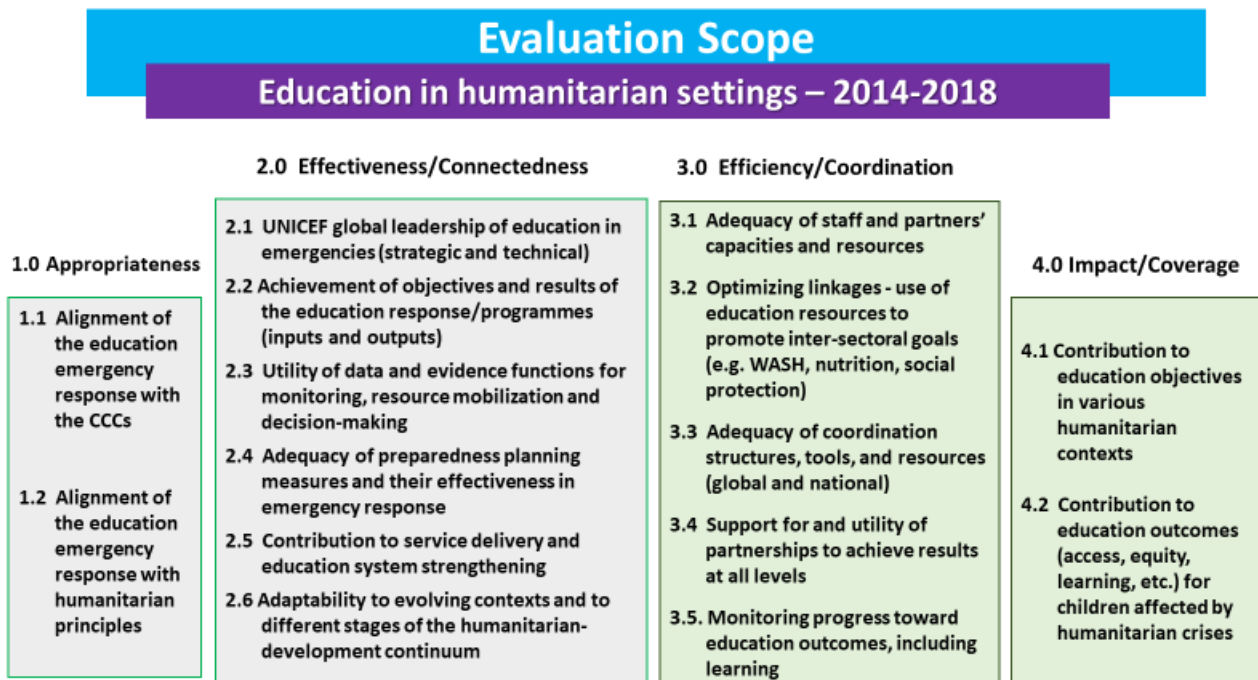 Evaluation Scope
Education in humanitarian settings – 2014-2018
1.0 Appropriateness
1.1 Alignment of
the education
emergency
response with
the CCCs
1.2 Alignment of
the education
emergency
response with
humanitarian
principles
2.0 Effectiveness/Connectedness
2.1 UNICEF global leadership of education in
emergencies (strategic and technical)
2.2 Achievement of objectives and results of
the education response/programmes
(inputs and outputs)
2.3 Utility of data and evidence functions for
monitoring, resource mobilization and
decision-making
2.4 Adequacy of preparedness planning
measures and their effectiveness in
emergency response
2.5 Contribution to service delivery and
education system strengthening
2.6 Adaptability to evolving contexts and to
different stages of the humanitarian-
development continuum
3.0 Efficiency/Coordination
3.1 Adequacy of staff and partners’
capacities and resources
3.2 Optimizing linkages - use of
education resources to
promote inter-sectoral goals
(e.g. WASH, nutrition, social
protection)
3.3 Adequacy of coordination
structures, tools, and resources
(global and national)
3.4 Support for and utility of
partnerships to achieve results
at all levels
3.5. Monitoring progress toward
education outcomes, including
learning
4.0 Impact/Coverage
4.1 Contribution to
education objectives
in various
humanitarian
contexts
4.2 Contribution to
education outcomes
(access, equity,
learning, etc.) for
children affected by
humanitarian crises